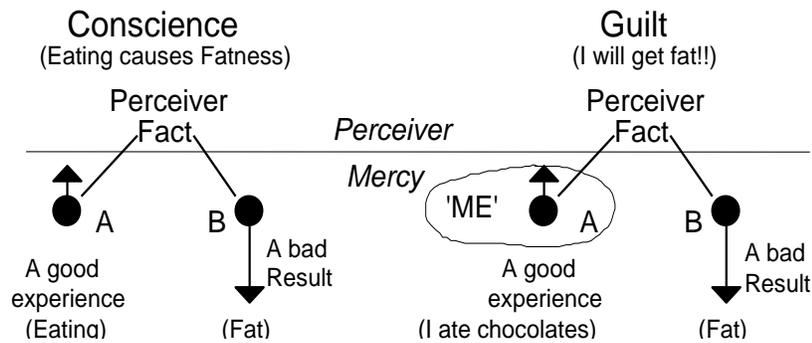 Conscience
(Eating causes Fatness)
Perceiver
Fact
A
B
A good
experience
(Eating)
A bad
Result
(Fat)
Perceiver
Mercy
Guilt
(I will get fat!!)
Perceiver
Fact
'ME'
A
B
A good
experience
(I ate chocolates)
A bad
Result
(Fat)